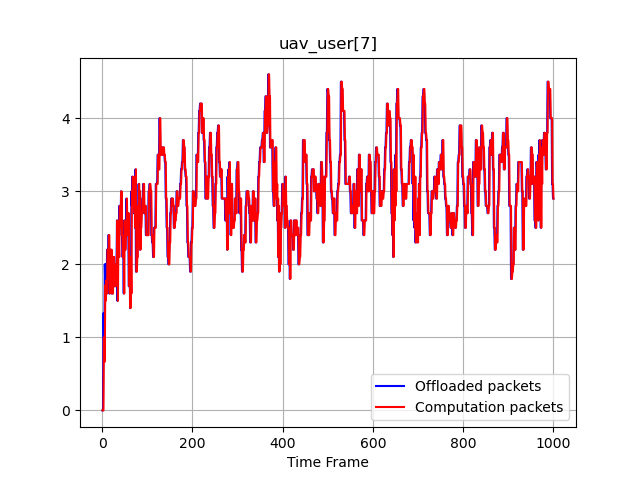 uav_user[7]
4
3
2
1
0
0 200 400 600 800 1000
Time Frame
Offloaded packets
Computation packets